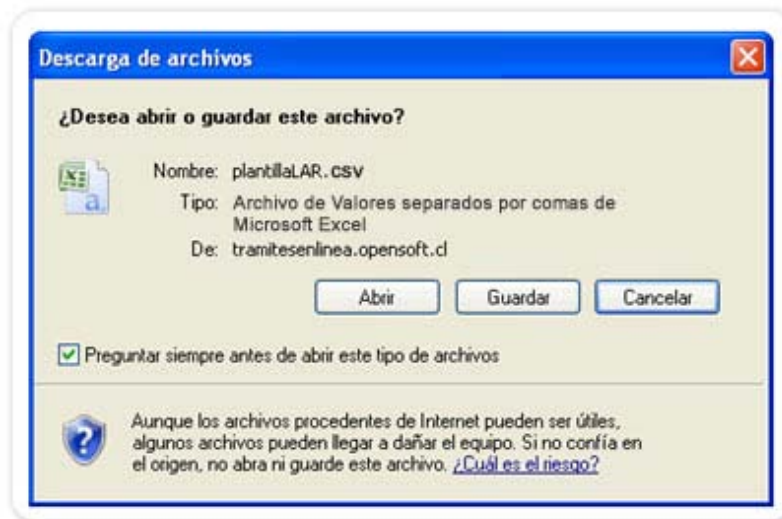 Descarga de archivos
¿Desea abrir o guardar este archivo?
Nombre: plantillaLAR.csv
Tipo: Archivo de Valores separados por comas de
Microsoft Excel
De: tramitesenlinea.opensoft.cl
Abrir Guardar Cancelar
Preguntar siempre antes de abrir este tipo de archivos
Aunque los archivos procedentes de Internet pueden ser útiles,
algunos archivos pueden llegar a dañar el equipo. Si no confía en
el origen, no abra ni guarde este archivo. ¿Cuál es el riesgo?